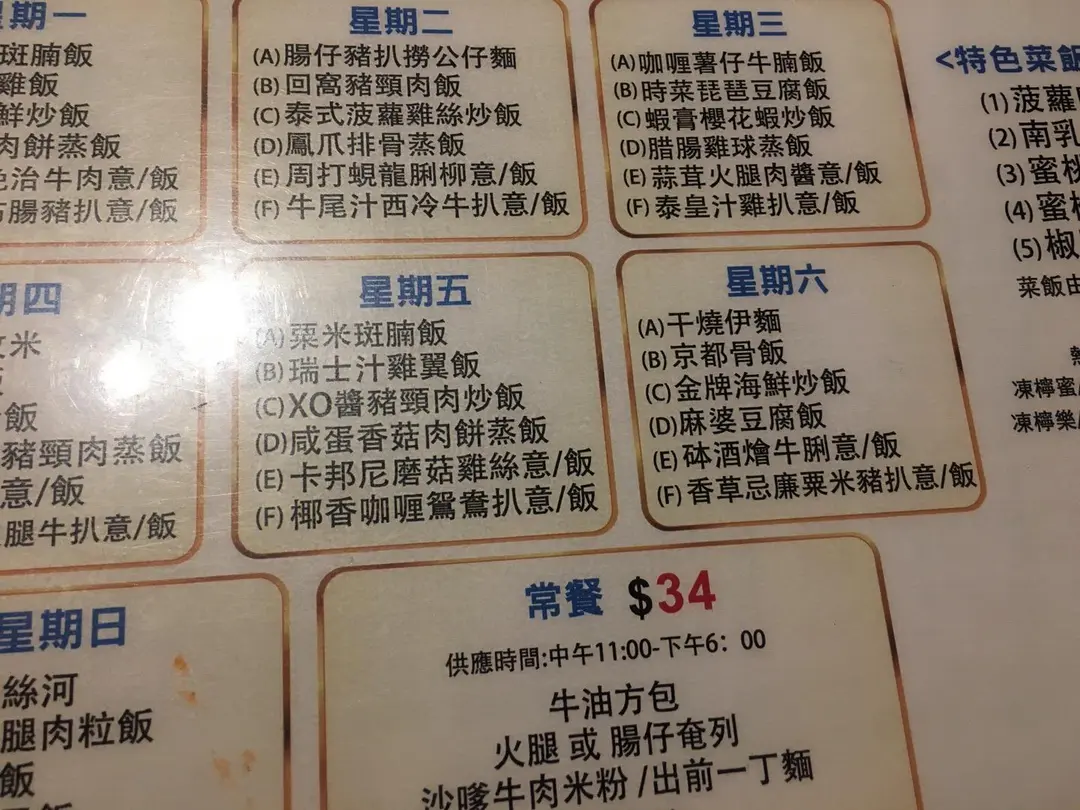 星期一
斑腩飯
雞飯
鮮炒飯
肉餅蒸飯
治牛肉意/飯
腸豬扒意/飯
星期二
(A)腸仔豬扒撈公仔麵
(B) 回窩豬頸肉飯
(C) 泰式菠蘿雞絲炒飯
(D) 鳳爪排骨蒸飯
(E) 周打蜆龍脷柳意/飯
(F) 牛尾汁西冷牛扒意/飯
星期三
(A)咖喱薯仔牛腩飯
(B) 時菜琵琶豆腐飯
(C) 蝦膏櫻花蝦炒飯
(D)腊腸雞球蒸飯
(E) 蒜茸火腿肉醬意/飯
(F) 泰皇汁雞扒意/飯
<特色菜飯
(1)菠蘿
(2)南乳
(3)蜜桃
(4)蜜
(5)椒
菜飯由
凍檸蜜
凍檸樂
期四
米
飯
飯
豬頸肉蒸飯
意/飯
腿牛扒意/飯
星期五
(A)粟米斑腩飯
(B) 瑞士汁雞翼飯
(C)XO醬豬頸肉炒飯
(D)咸蛋香菇肉餅蒸飯
(E) 卡邦尼磨菇雞絲意/飯
(F) 椰香咖喱鴛鴦扒意/飯
星期六
(A)干燒伊麵
(B) 京都骨飯
(C) 金牌海鮮炒飯
(D)麻婆豆腐飯
(E) 砵酒燴牛脷意/飯
(F) 香草忌廉粟米豬扒意/飯
星期日
絲河
腿肉粒飯
飯
常餐 $34
供應時間:中午11:00-下午6：00
牛油方包
火腿 或 腸仔奄列
沙嗲牛肉米粉 /出前一丁麵